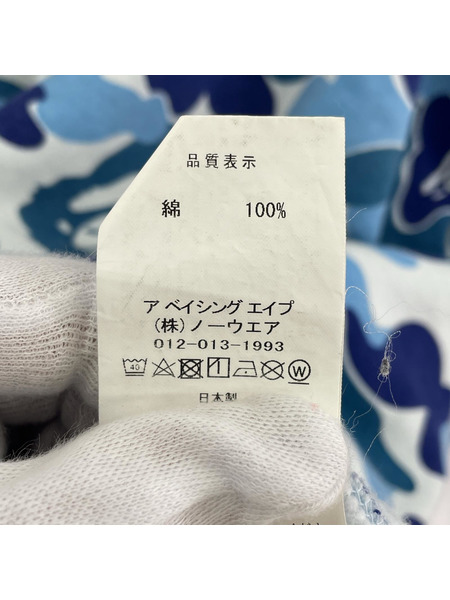 品質表示
綿 100%
ア ベイシング エイプ
(株) ノーウエア
012-013-1993
40 W
日本製